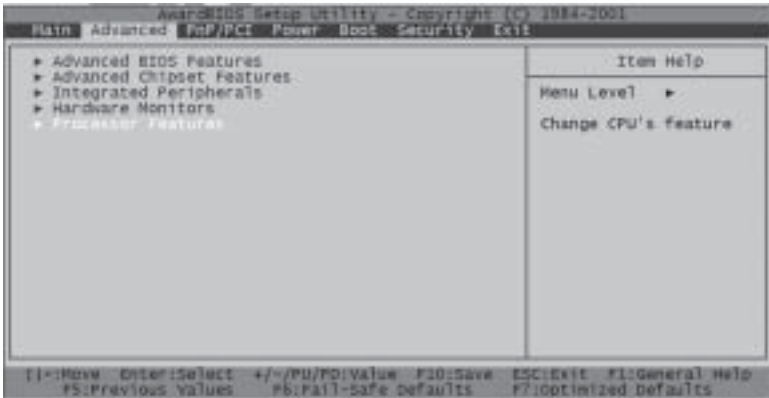 AwardBIOS Setup Utility - Copyright (C) 1984-2001
Main Advanced PnP/PCI Power Boot Security Exit
▶ Advanced BIOS Features
▶ Advanced Chipset Features
▶ Integrated Peripherals
▶ Hardware Monitors
▶ Processor Features
Item Help
Menu Level ▶
Change CPU's feature
:Move Enter:Select +/-/PU/PD:Value F10:Save ESC:Exit F1:General Help
F5:Previous Values F6:Fail-Safe Defaults F7:Optimized Defaults